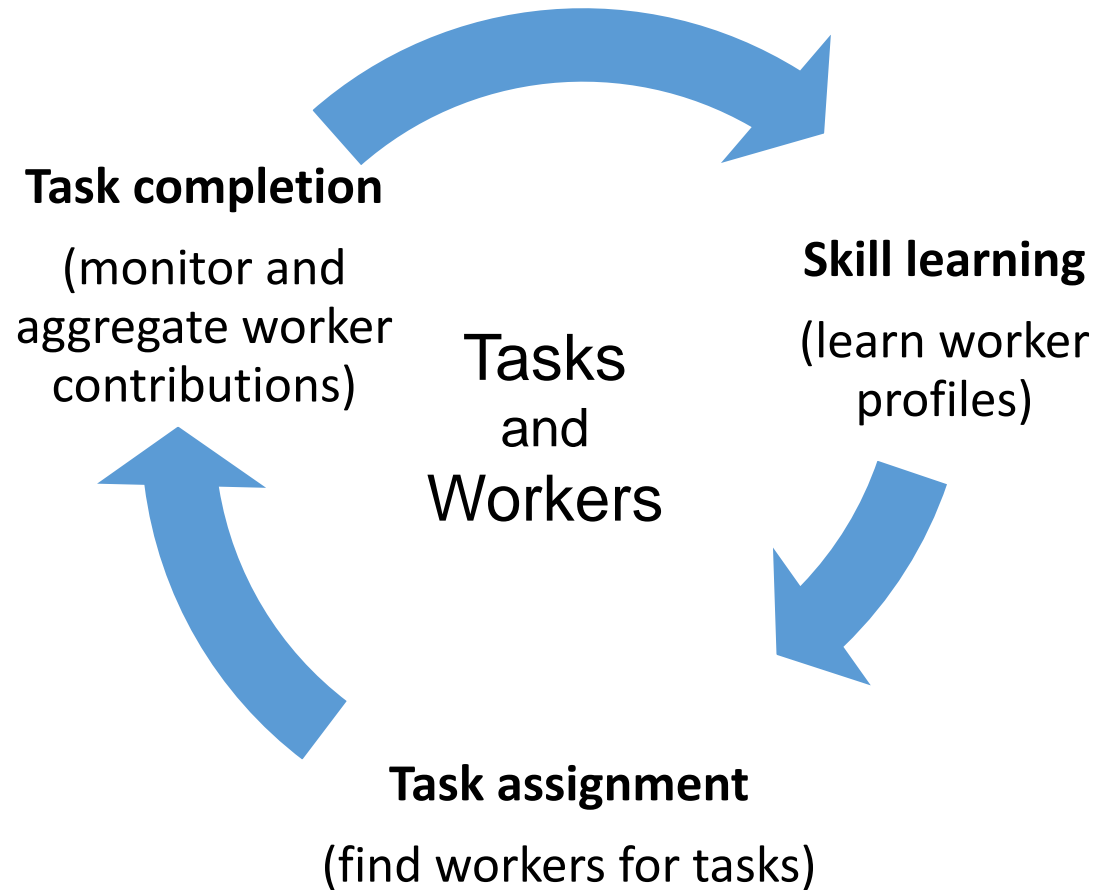 Task completion
(monitor and
aggregate worker
contributions)
Skill learning
(learn worker
profiles)
Tasks
and
Workers
Task assignment
(find workers for tasks)